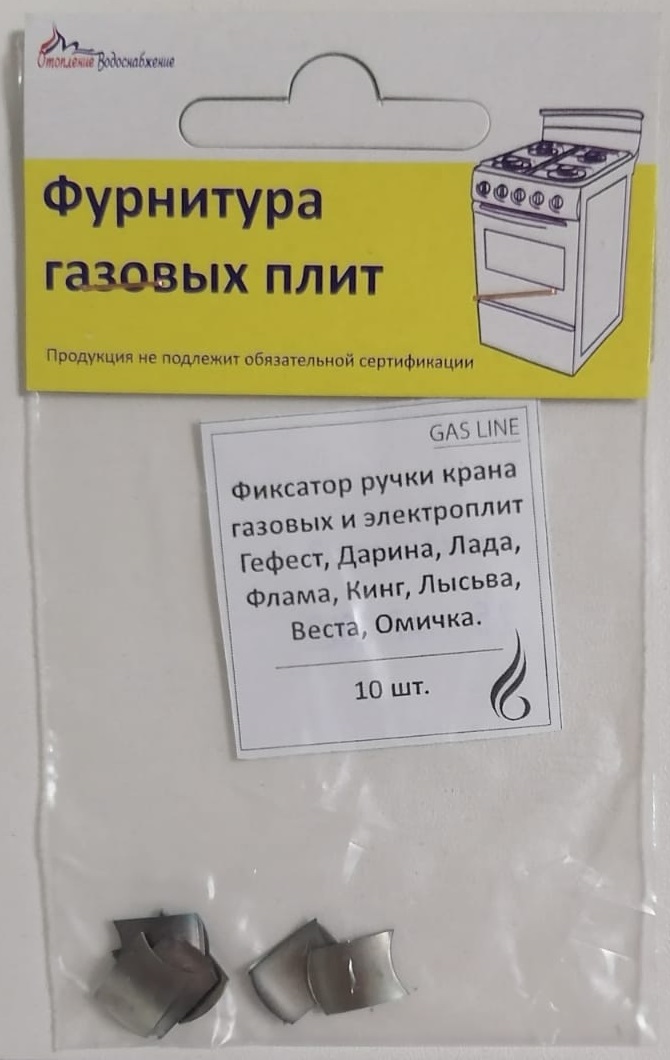 Отопление Водоснабжение
Фурнитура
газовых плит
Продукция не подлежит обязательной сертификации
GAS LINE
Фиксатор ручки крана
газовых и электроплит
Гефест, Дарина, Лада,
Флама, Кинг, Лысьва,
Веста, Омичка.
10 шт.